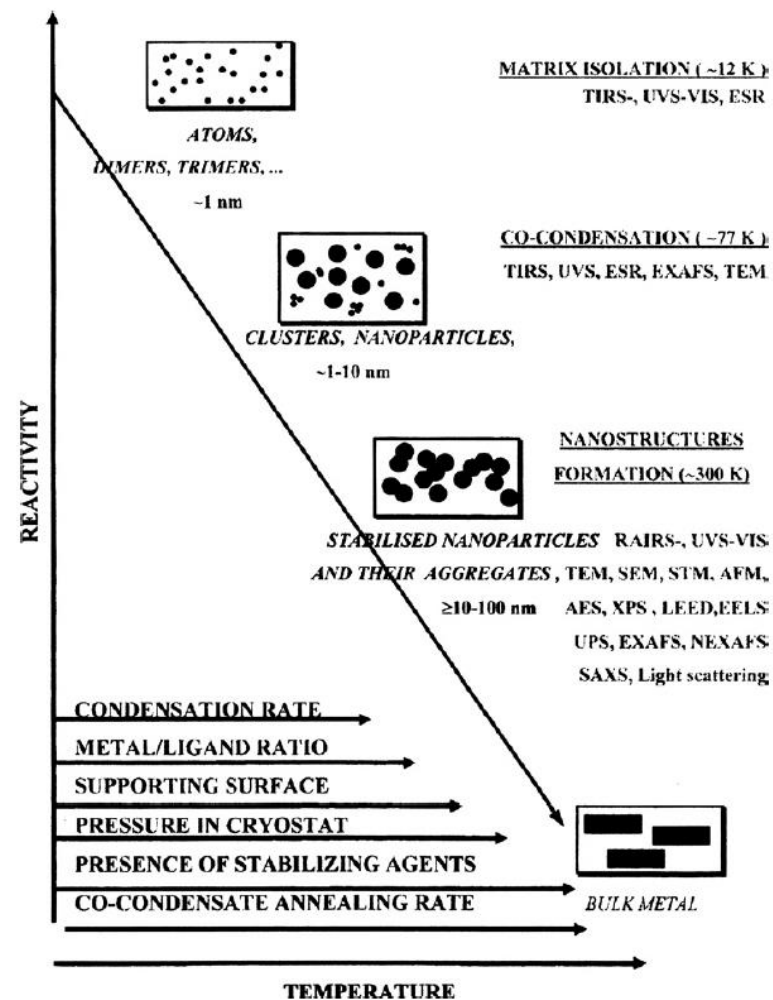 MATRIX ISOLATION ( ~12 K)
TIRS-, UVS-VIS, ESR
ATOMS,
DIMERS, TRIMERS, ...
~1 nm
CO-CONDENSATION ( ~77 K )
TIRS, UVS, ESR, EXAFS, TEM
CLUSTERS, NANOPARTICLES,
~1-10 nm
REACTIVITY
NANOSTRUCTURES
FORMATION (~300 K)
STABILISED NANOPARTICLES RAIRS-, UVS-VIS
AND THEIR AGGREGATES , TEM, SEM, STM, AFM,
≥10-100 nm AES, XPS , LEED,EELS
UPS, EXAFS, NEXAFS
SAXS, Light scattering
CONDENSATION RATE
METAL/LIGAND RATIO
SUPPORTING SURFACE
PRESSURE IN CRYOSTAT
PRESENCE OF STABILIZING AGENTS
CO-CONDENSATE ANNEALING RATE
BULK METAL
TEMPERATURE